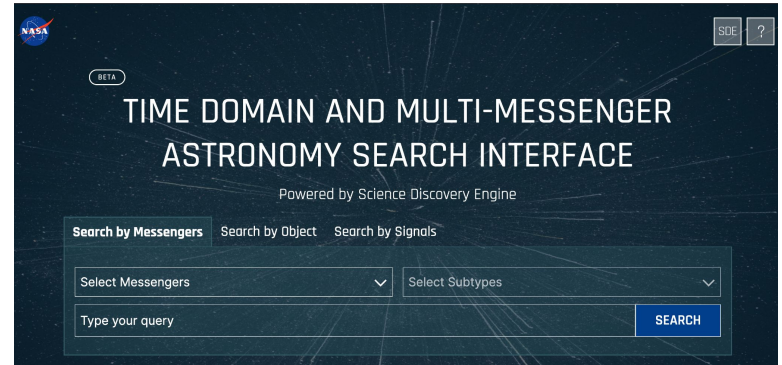 NASA
SDE ?
BETA
TIME DOMAIN AND MULTI-MESSENGER
ASTRONOMY SEARCH INTERFACE
Powered by Science Discovery Engine
Search by Messengers Search by Object Search by Signals
Select Messengers Select Subtypes
Type your query SEARCH